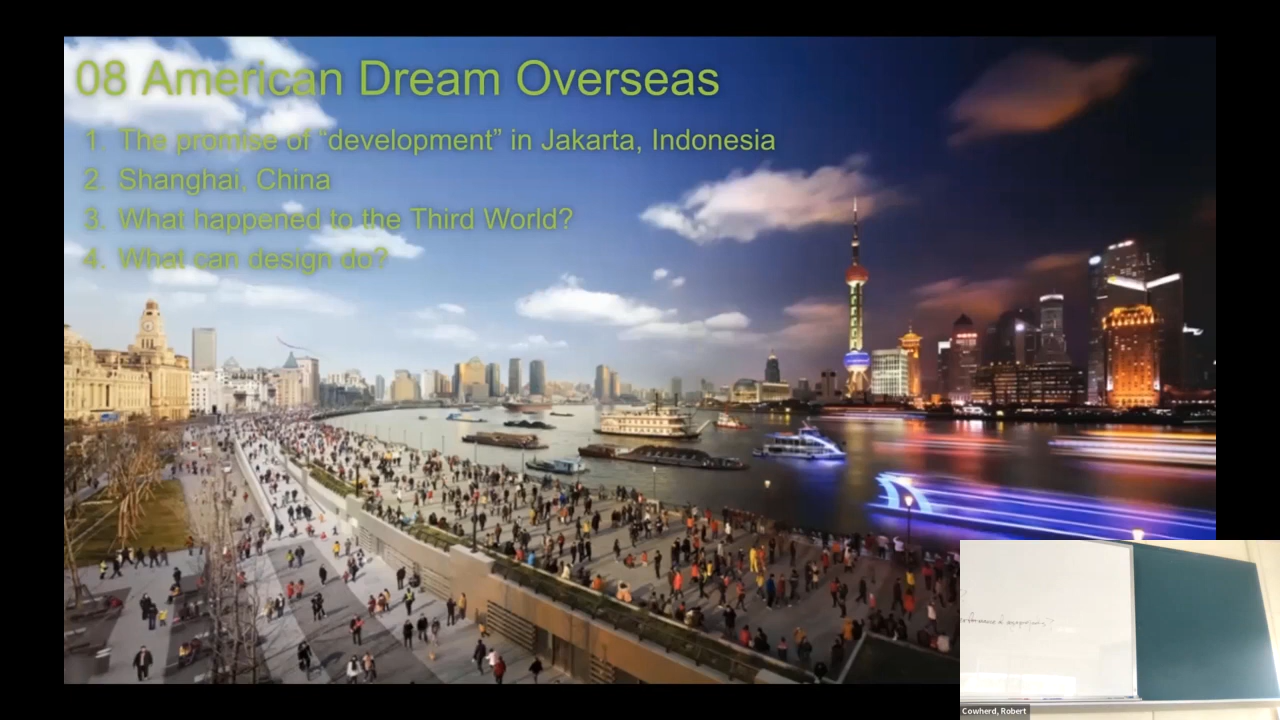 08 American Dream Overseas
1. The promise of “development” in Jakarta, Indonesia
2. Shanghai, China
3. What happened to the Third World?
4. What can design do?
Cowherd, Robert